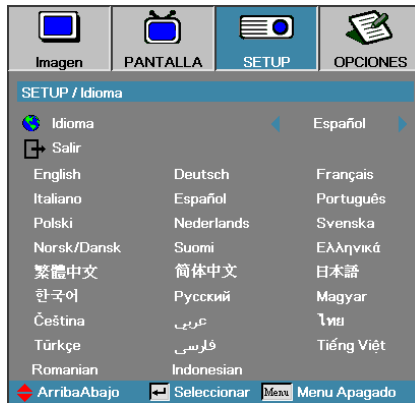 Imagen PANTALLA SETUP OPCIONES
SETUP / Idioma
Idioma Español
Salir
English Deutsch Français
Italiano Español Português
Polski Nederlands Svenska
Norsk/Dansk Suomi Ελληνικά
繁體中文 简体中文 日本語
한국어 Русский Magyar
Čeština عربي ไทย
Türkçe فارسی Tiếng Việt
Romanian Indonesian
ArribaAbajo Seleccionar Menu Menu Apagado